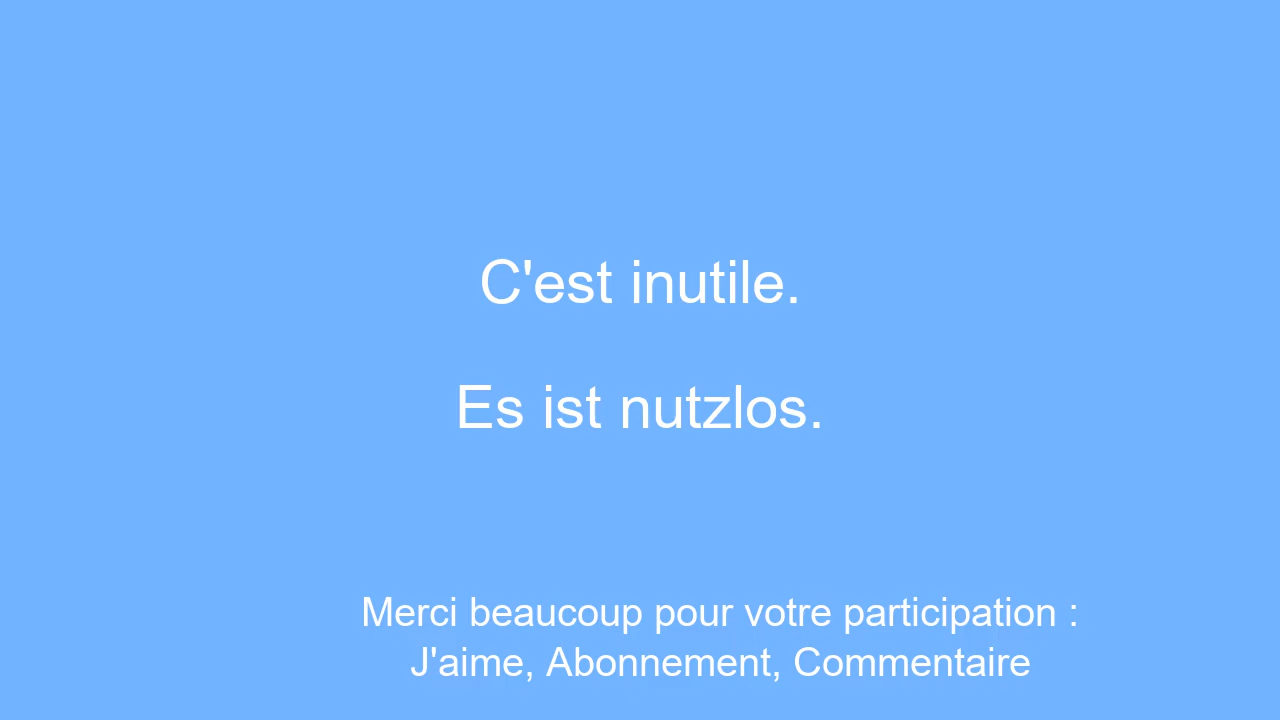 C'est inutile.
Es ist nutzlos.
Merci beaucoup pour votre participation :
J'aime, Abonnement, Commentaire